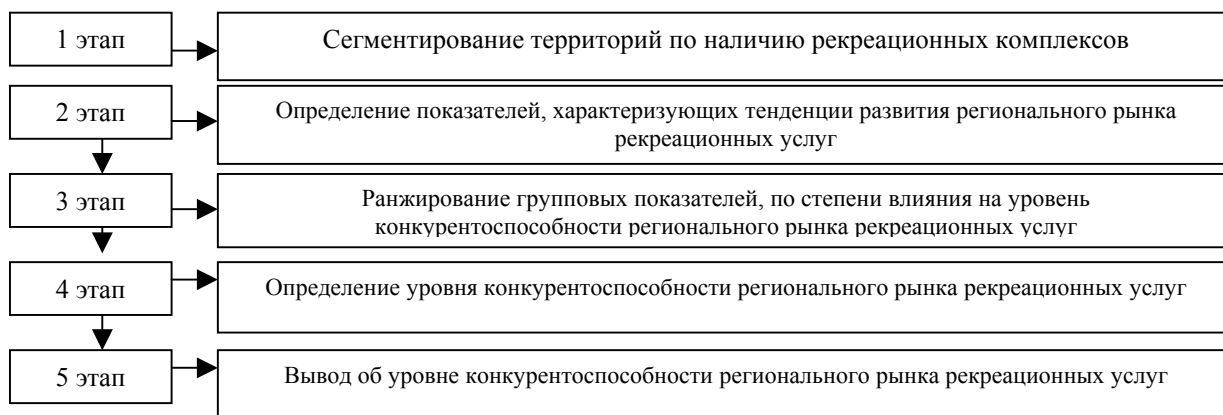 1 этап
Сегментирование территорий по наличию рекреационных комплексов
2 этап
Определение показателей, характеризующих тенденции развития регионального рынка
рекреационных услуг
3 этап
Ранжирование групповых показателей, по степени влияния на уровень
конкурентоспособности регионального рынка рекреационных услуг
4 этап
Определение уровня конкурентоспособности регионального рынка рекреационных услуг
5 этап
Вывод об уровне конкурентоспособности регионального рынка рекреационных услуг